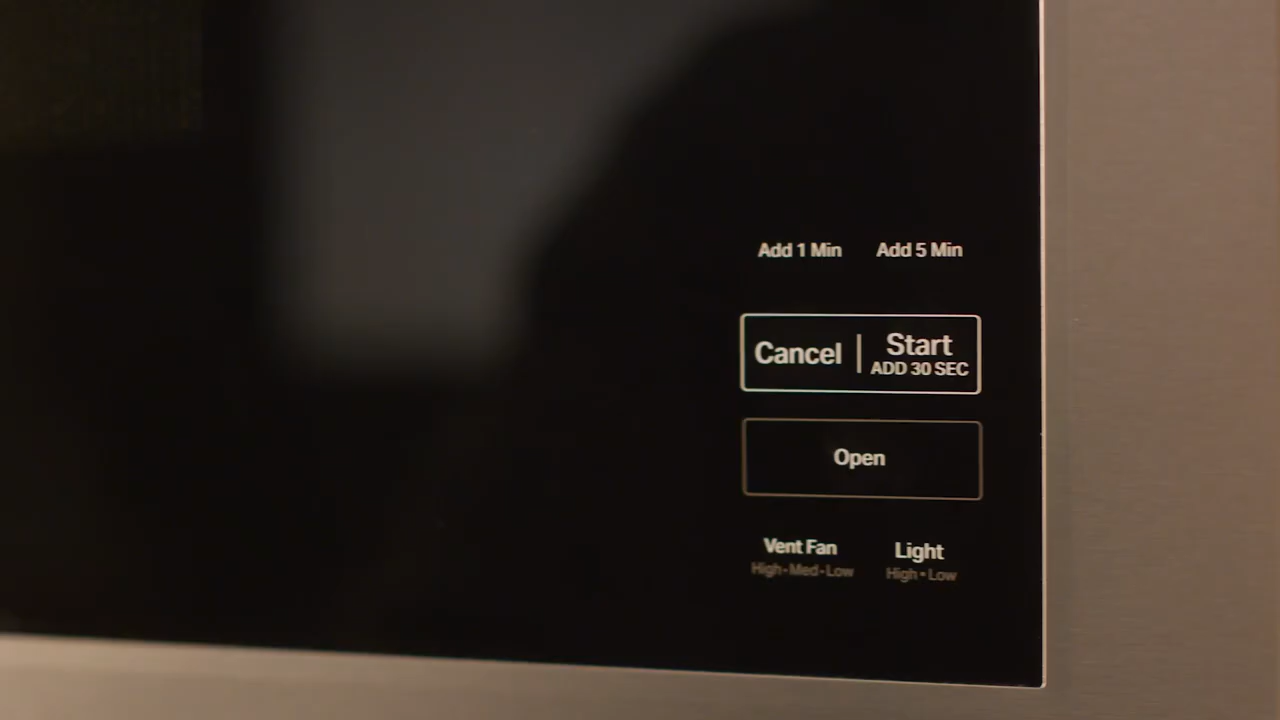 Add 1 Min Add 5 Min
Cancel | Start
ADD 30 SEC
Open
Vent Fan Light
High•Med•Low High•Low